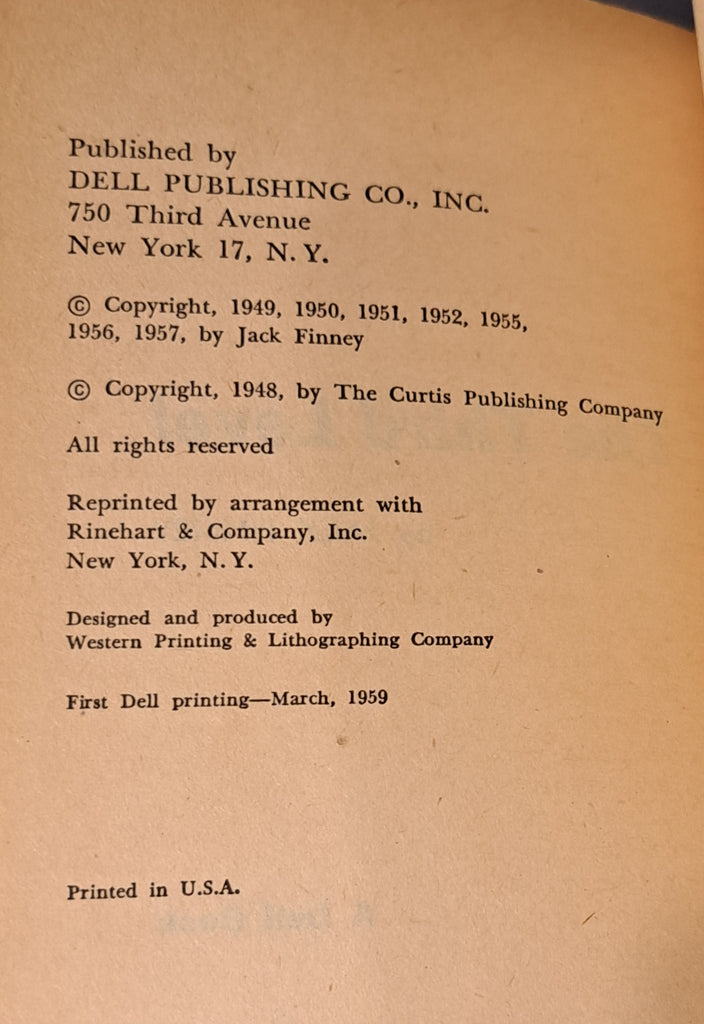 Published by
DELL PUBLISHING CO., INC.
750 Third Avenue
New York 17, N. Y.
© Copyright, 1949, 1950, 1951, 1952, 1955,
1956, 1957, by Jack Finney
© Copyright, 1948, by The Curtis Publishing Company
All rights reserved
Reprinted by arrangement with
Rinehart & Company, Inc.
New York, N. Y.
Designed and produced by
Western Printing & Lithographing Company
First Dell printing—March, 1959
Printed in U.S.A.